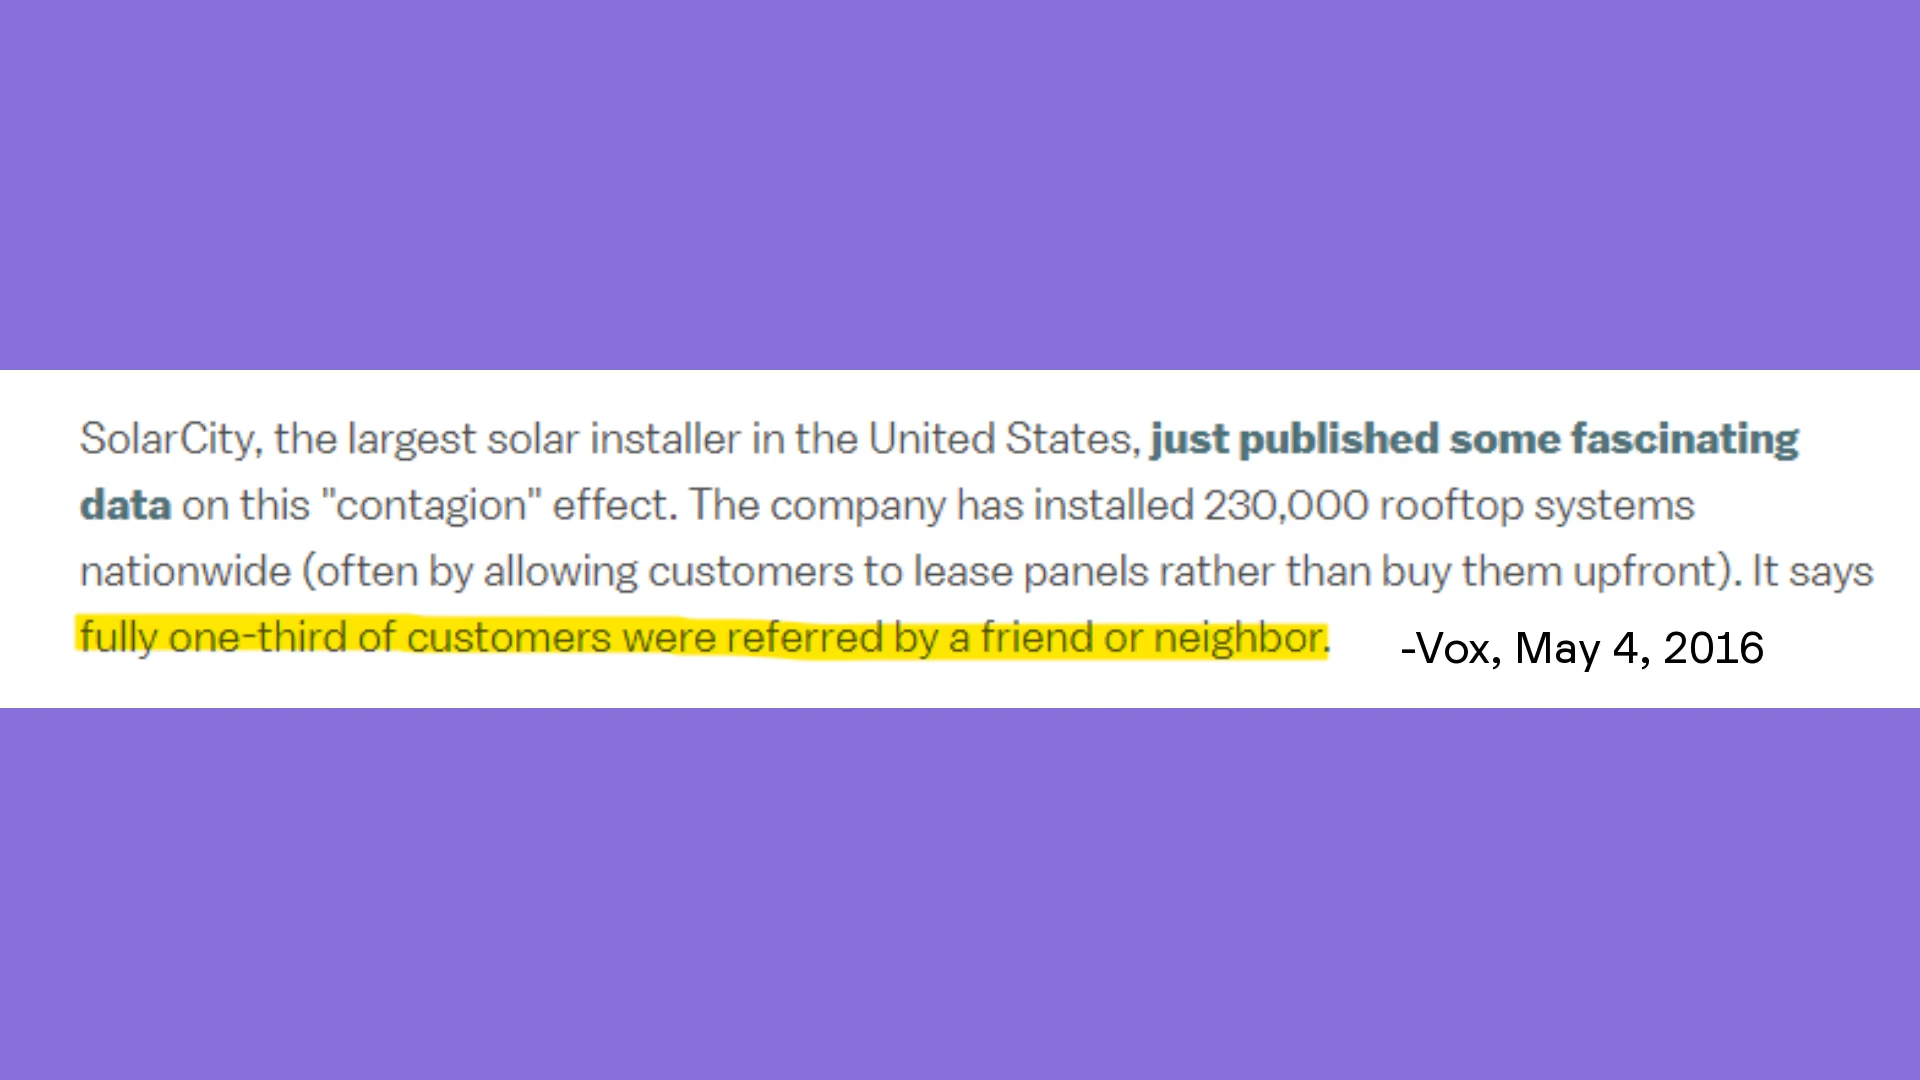 SolarCity, the largest solar installer in the United States, just published some fascinating
data on this "contagion" effect. The company has installed 230,000 rooftop systems
nationwide (often by allowing customers to lease panels rather than buy them upfront). It says
fully one-third of customers were referred by a friend or neighbor.
-Vox, May 4, 2016